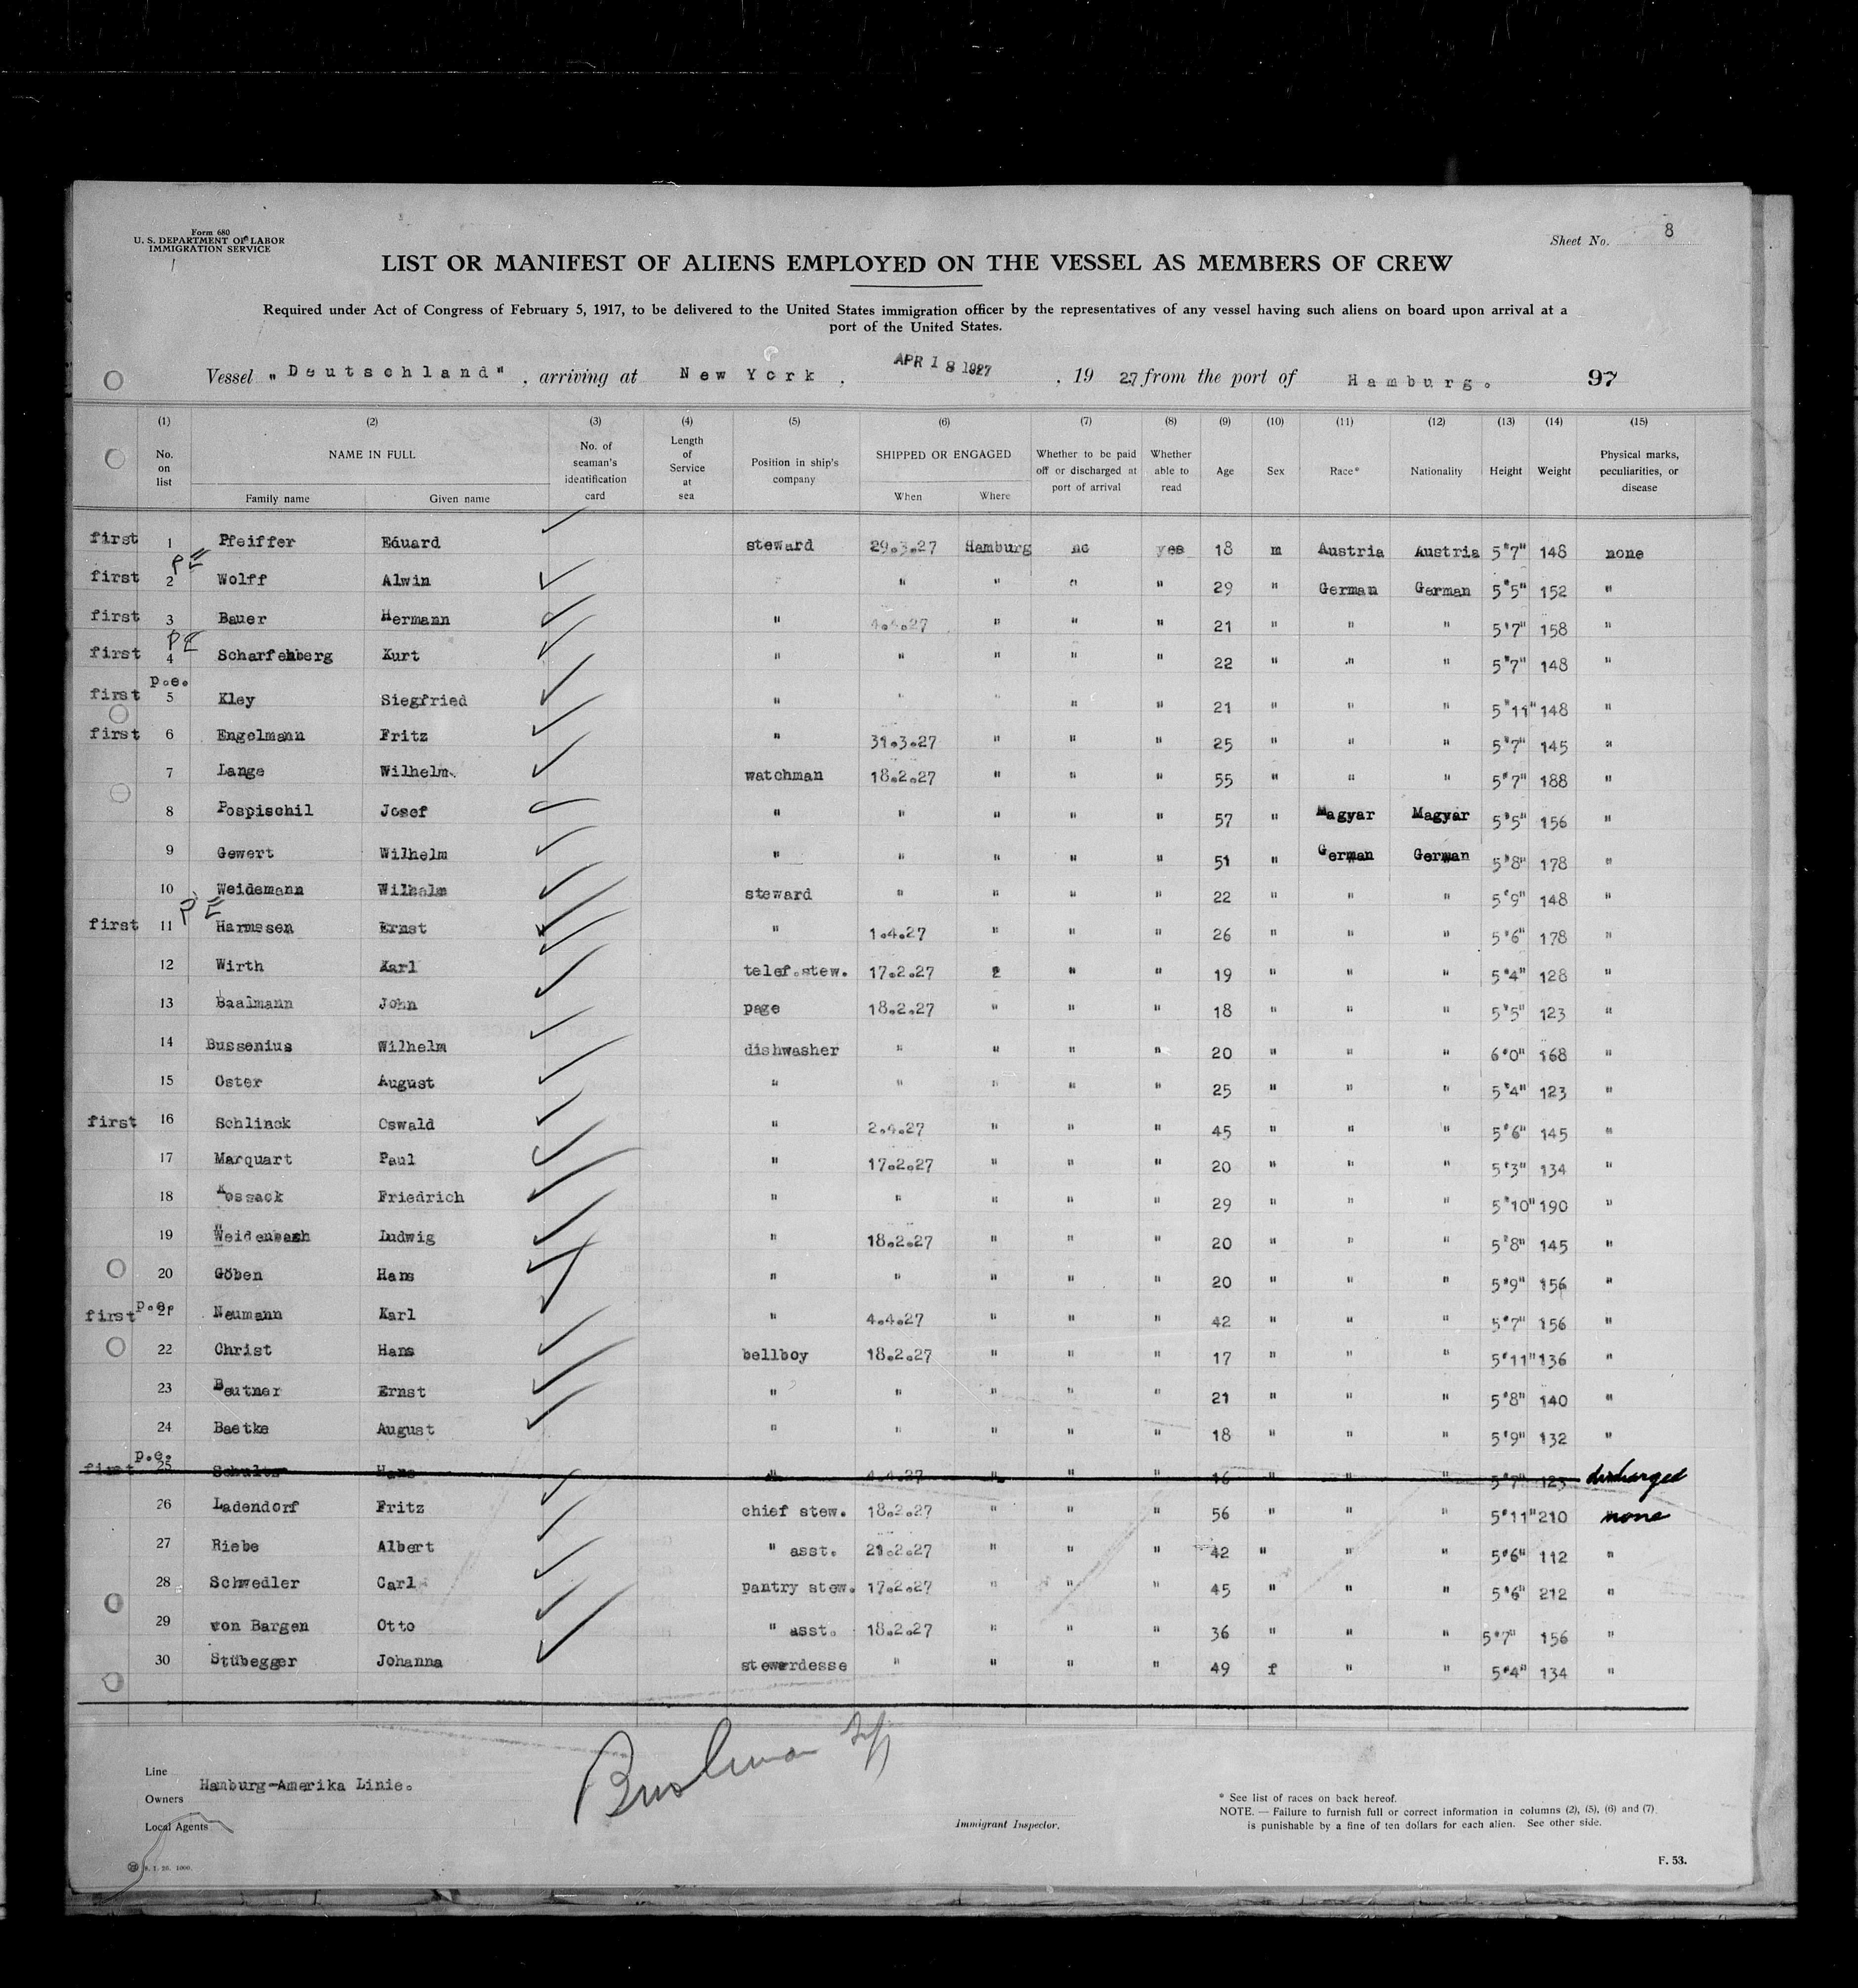 Form 680
U. S. DEPARTMENT OF LABOR
IMMIGRATION SERVICE
Sheet No. 8
LIST OR MANIFEST OF ALIENS EMPLOYED ON THE VESSEL AS MEMBERS OF CREW
Required under Act of Congress of February 5, 1917, to be delivered to the United States immigration officer by the representatives of any vessel having such aliens on board upon arrival at a
port of the United States.
Vessel "Deutschland", arriving at New York, APR 18 1927, 1927 from the port of Hamburg. 97
(1) (2) (3) (4) (5) (6) (7) (8) (9) (10) (11) (12) (13) (14) (15)
No. on list NAME IN FULL Family name Given name No. of seaman's identification card Length of Service at sea Position in ship's company SHIPPED OR ENGAGED When Where Whether to be paid off or discharged at port of arrival Whether able to read Age Sex Race* Nationality Height Weight Physical marks, peculiarities, or disease
first 1 Pfeiffer Eduard steward 29.3.27 Hamburg no yes 18 m Austria Austria 5'7" 148 none
first PE 2 Wolff Alwin " " " " 29 " German German 5'5" 152 "
first 3 Bauer Hermann " 4.4.27 " " " 21 " " " 5'7" 158 "
first PE 4 Scharfenberg Kurt " " " " " 22 " " " 5'7" 148 "
first p.e. 5 Kley Siegfried " " " " " 21 " " " 5'11" 148 "
first 6 Engelmann Fritz " 31.3.27 " " " 25 " " " 5'7" 145 "
7 Lange Wilhelm. watchman 18.2.27 " " " 55 " " " 5'7" 188 "
8 Pospischil Josef " " " " " 57 " Magyar Magyar 5'5" 156 "
9 Gewert Wilhelm " " " " " 51 " German German 5'8" 178 "
10 Weidemann Wilhelm steward " " " " 22 " " " 5'9" 148 "
first PE 11 Harmssen Ernst " 1.4.27 " " " 26 " " " 5'6" 178 "
12 Wirth Karl telef.stew. 17.2.27 2 " " 19 " " " 5'4" 128 "
13 Baalmann John page 18.2.27 " " " 18 " " " 5'5" 123 "
14 Bussenius Wilhelm dishwasher " " " " 20 " " " 6'0" 168 "
15 Oster August " " " " " 25 " " " 5'4" 123 "
first 16 Schlinck Oswald " 2.4.27 " " " 45 " " " 5'6" 145 "
17 Marquart Paul " 17.2.27 " " " 20 " " " 5'3" 134 "
18 Kossack Friedrich " " " " " 29 " " " 5'10" 190 "
19 Weidenbach Ludwig " 18.2.27 " " " 20 " " " 5'8" 145 "
20 Göben Hans " " " " " 20 " " " 5'9" 156 "
first p.e. 21 Neumann Karl " 4.4.27 " " " 42 " " " 5'7" 156 "
22 Christ Hans bellboy 18.2.27 " " " 17 " " " 5'11" 136 "
23 Beutner Ernst " " " " " 21 " " " 5'8" 140 "
24 Baetke August " " " " " 18 " " " 5'9" 132 "
first p.e. 25 Schultz Hans " 4.4.27 " " " 16 " " " 5'7" 123 discharged
26 Ladendorf Fritz chief stew. 18.2.27 " " " 56 " " " 5'11" 210 none
27 Riebe Albert " asst. 21.2.27 " " " 42 " " " 5'6" 112 "
28 Schwedler Carl pantry stew. 17.2.27 " " " 45 " " " 5'6" 212 "
29 von Bargen Otto " asst. 18.2.27 " " " 36 " " " 5'7" 156 "
30 Stübegger Johanna stewardesse " " " " 49 f " " 5'4" 134 "
Line
Hamburg-Amerika Linie.
Owners
Local Agents
Immigrant Inspector.
* See list of races on back hereof.
NOTE. — Failure to furnish full or correct information in columns (2), (5), (6) and (7)
is punishable by a fine of ten dollars for each alien. See other side.
F. 53.